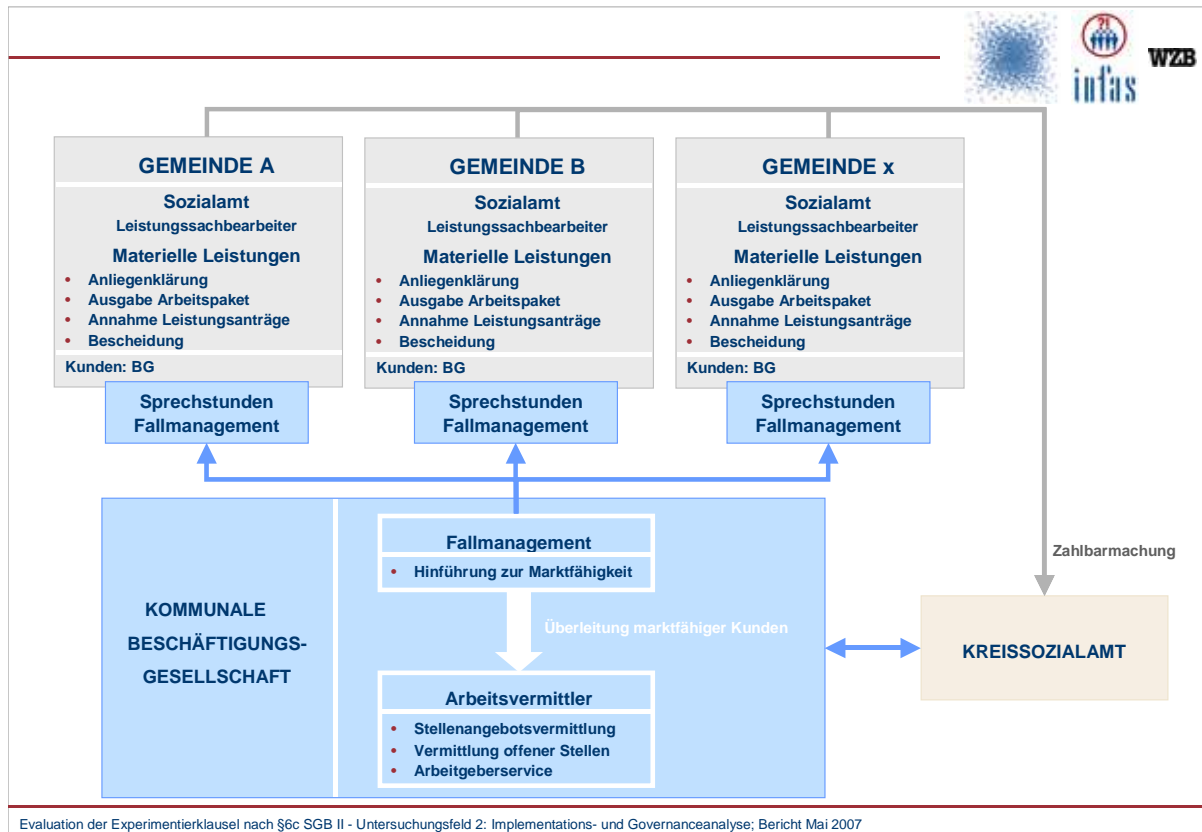 ?!
infas
WZB
GEMEINDE A
Sozialamt
Leistungssachbearbeiter
Materielle Leistungen
• Anliegenklärung
• Ausgabe Arbeitspaket
• Annahme Leistungsanträge
• Bescheidung
Kunden: BG
Sprechstunden
Fallmanagement
GEMEINDE B
Sozialamt
Leistungssachbearbeiter
Materielle Leistungen
• Anliegenklärung
• Ausgabe Arbeitspaket
• Annahme Leistungsanträge
• Bescheidung
Kunden: BG
Sprechstunden
Fallmanagement
GEMEINDE x
Sozialamt
Leistungssachbearbeiter
Materielle Leistungen
• Anliegenklärung
• Ausgabe Arbeitspaket
• Annahme Leistungsanträge
• Bescheidung
Kunden: BG
Sprechstunden
Fallmanagement
KOMMUNALE
BESCHÄFTIGUNGS-
GESELLSCHAFT
Fallmanagement
• Hinführung zur Marktfähigkeit
Überleitung marktfähiger Kunden
Arbeitsvermittler
• Stellenangebotsvermittlung
• Vermittlung offener Stellen
• Arbeitgeberservice
Zahlbarmachung
KREISSOZIALAMT
Evaluation der Experimentierklausel nach §6c SGB II - Untersuchungsfeld 2: Implementations- und Governanceanalyse; Bericht Mai 2007